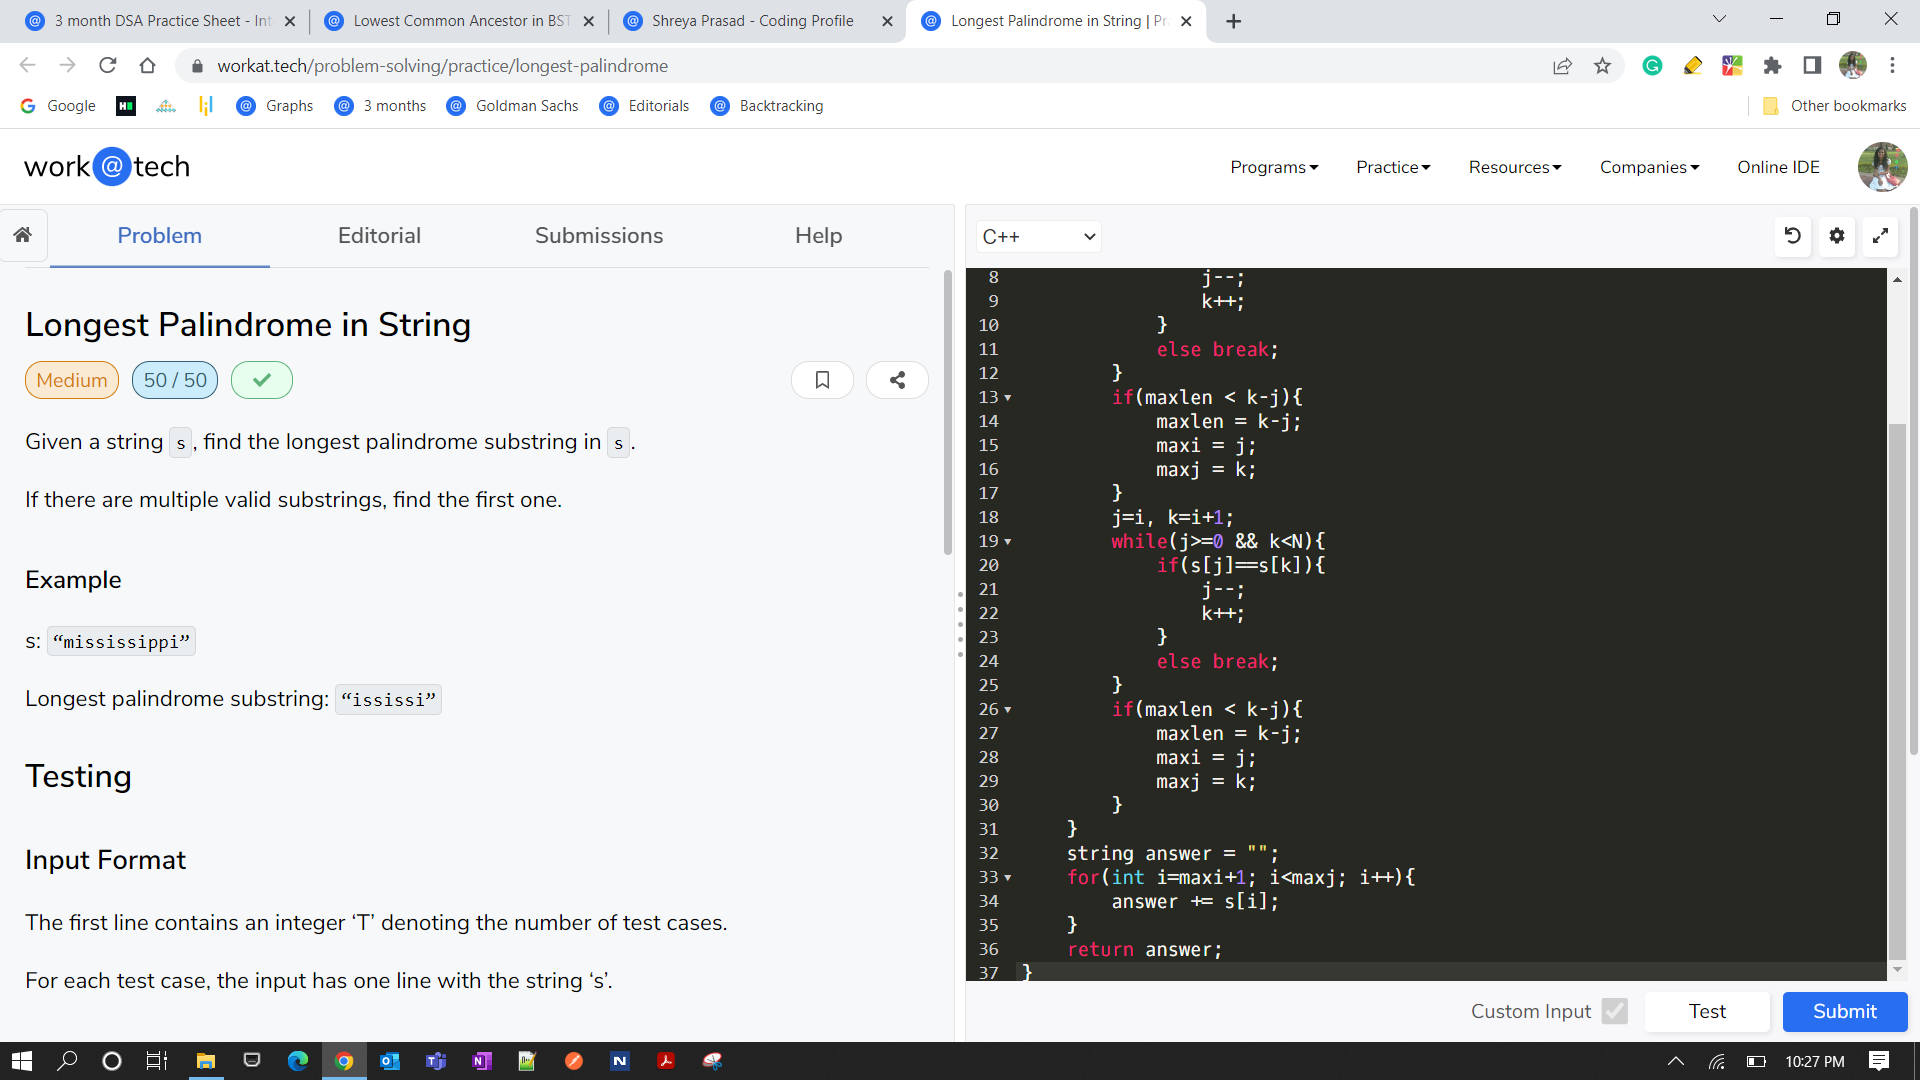 3 month DSA Practice Sheet - Int
Lowest Common Ancestor in BST
Shreya Prasad - Coding Profile
Longest Palindrome in String | Pr
workat.tech/problem-solving/practice/longest-palindrome
Google
Graphs
3 months
Goldman Sachs
Editorials
Backtracking
Other bookmarks
work@tech
Programs
Practice
Resources
Companies
Online IDE
Problem
Editorial
Submissions
Help
C++
Longest Palindrome in String
Medium
50 / 50
Given a string s, find the longest palindrome substring in s.
If there are multiple valid substrings, find the first one.
Example
s: “mississippi”
Longest palindrome substring: “ississi”
Testing
Input Format
The first line contains an integer ‘T’ denoting the number of test cases.
For each test case, the input has one line with the string ‘s’.
8 j--;
9 k++;
10 }
11 else break;
12 }
13 if(maxlen < k-j){
14 maxlen = k-j;
15 maxi = j;
16 maxj = k;
17 }
18 j=i, k=i+1;
19 while(j>=0 && k<N){
20 if(s[j]==s[k]){
21 j--;
22 k++;
23 }
24 else break;
25 }
26 if(maxlen < k-j){
27 maxlen = k-j;
28 maxi = j;
29 maxj = k;
30 }
31 }
32 string answer = "";
33 for(int i=maxi+1; i<maxj; i++){
34 answer += s[i];
35 }
36 return answer;
37 }
Custom Input
Test
Submit
10:27 PM